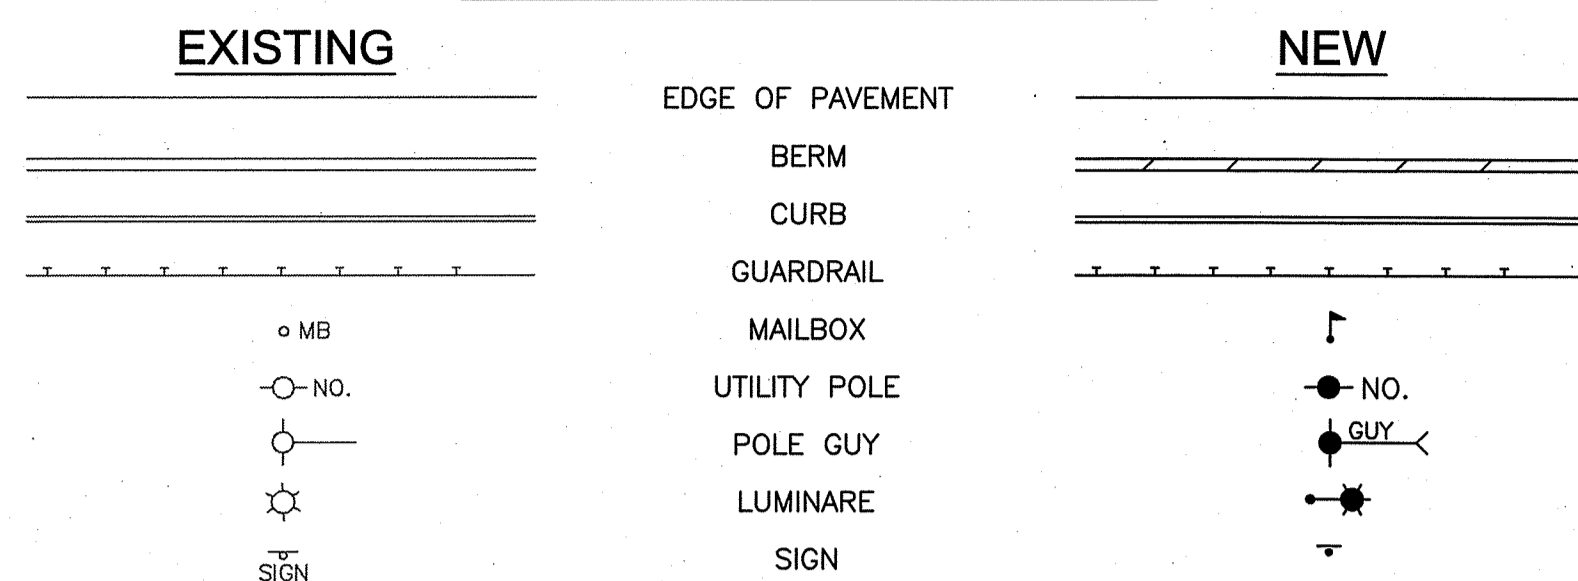 EXISTING NEW
EDGE OF PAVEMENT
BERM
CURB
GUARDRAIL
MB MAILBOX
NO. UTILITY POLE NO.
POLE GUY GUY
LUMINARE
SIGN
SIGN